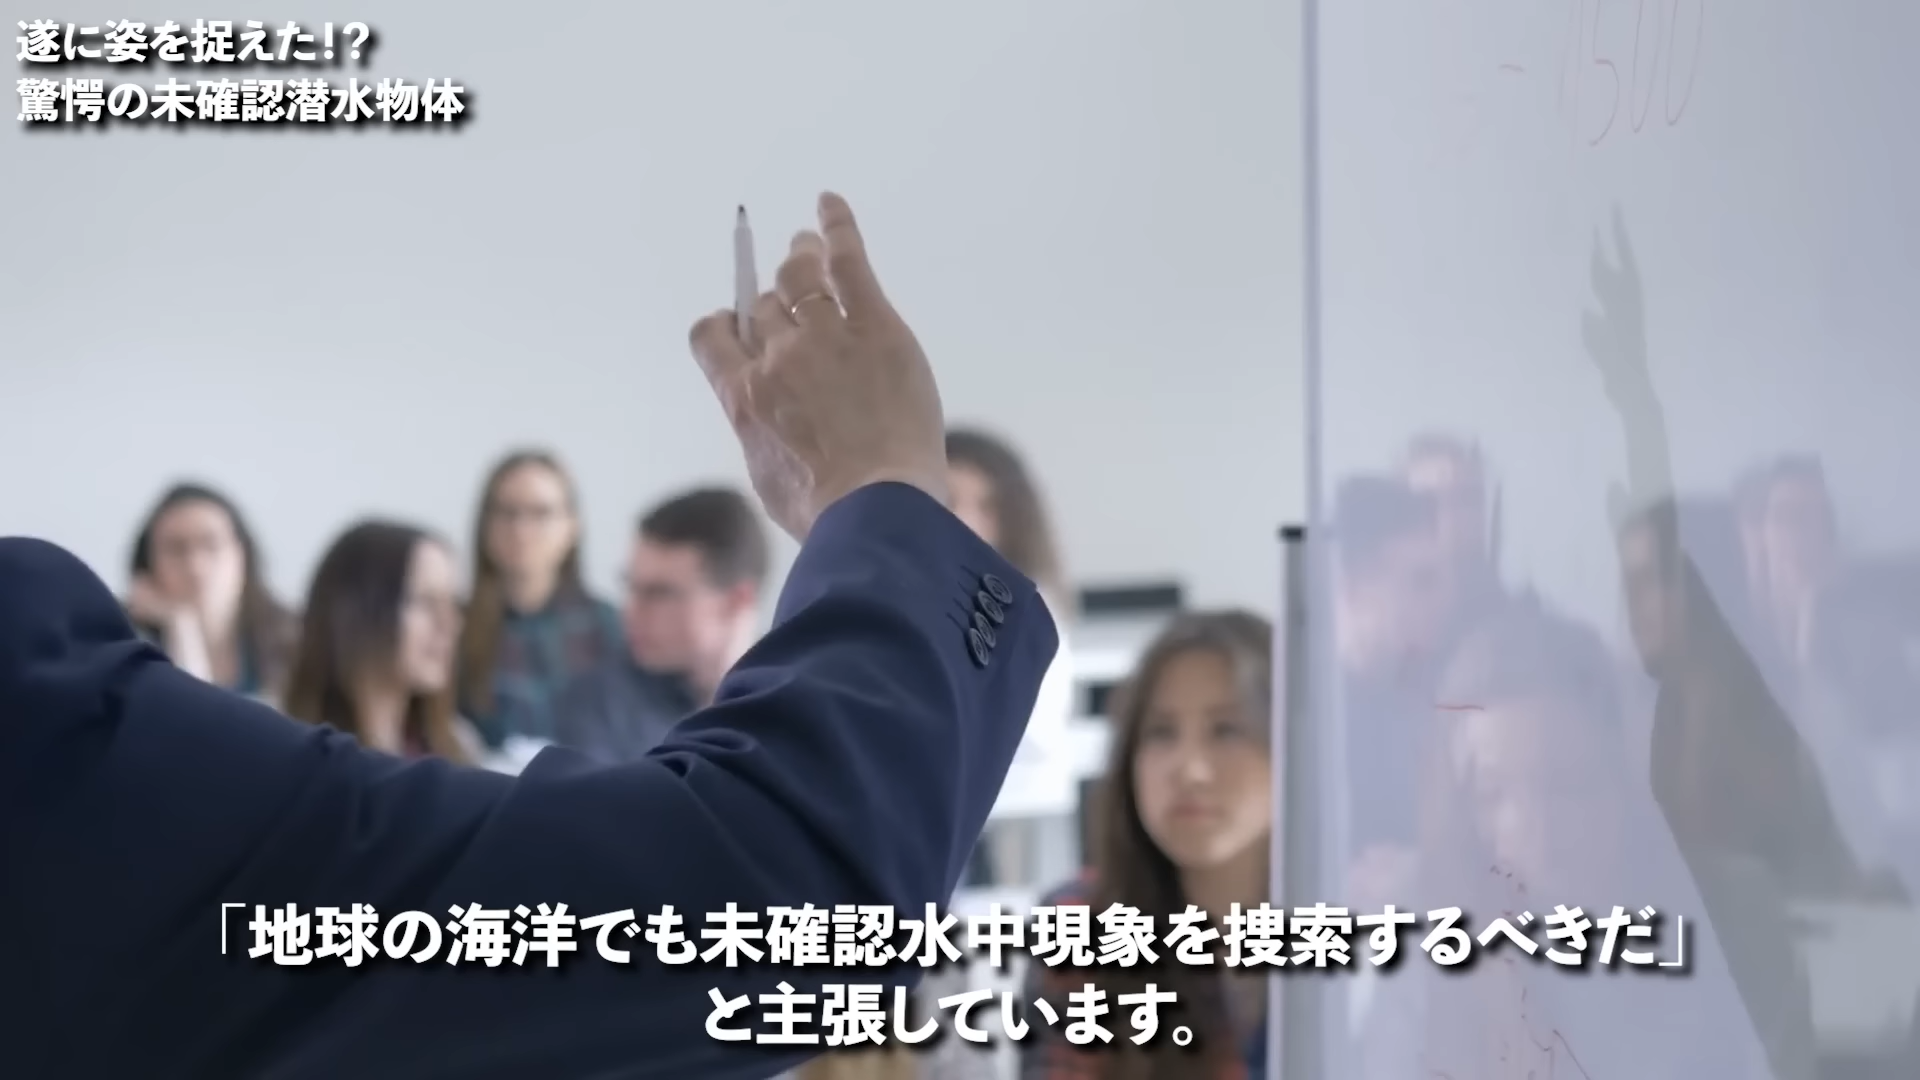 遂に姿を捉えた!?
驚愕の未確認潜水物体
1500
「地球の海洋でも未確認水中現象を捜索するべきだ」
と主張しています。